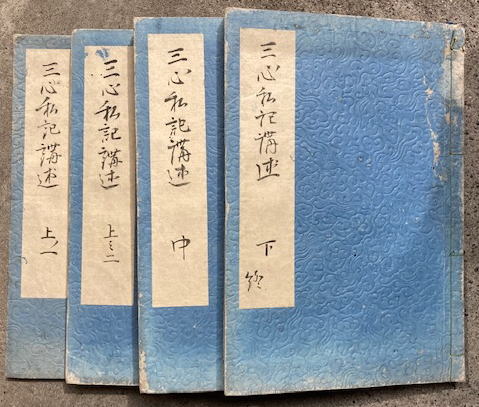 三心私記講述 上ノ一
三心私記講述 上之二
三心私記講述 中
三心私記講述 下
終